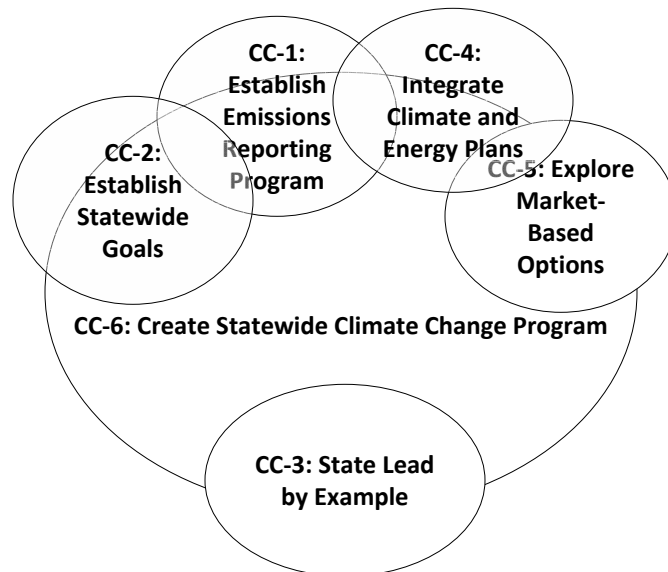 CC-1:
Establish
Emissions
Reporting
Program
CC-4:
Integrate
Climate and
Energy Plans
CC-2:
Establish
Statewide
Goals
CC-5: Explore
Market-
Based
Options
CC-6: Create Statewide Climate Change Program
CC-3: State Lead
by Example